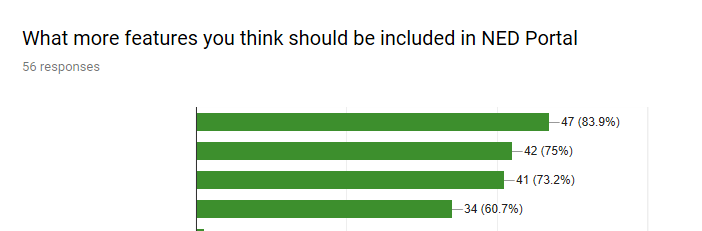 What more features you think should be included in NED Portal
56 responses
47 (83.9%)
42 (75%)
41 (73.2%)
34 (60.7%)